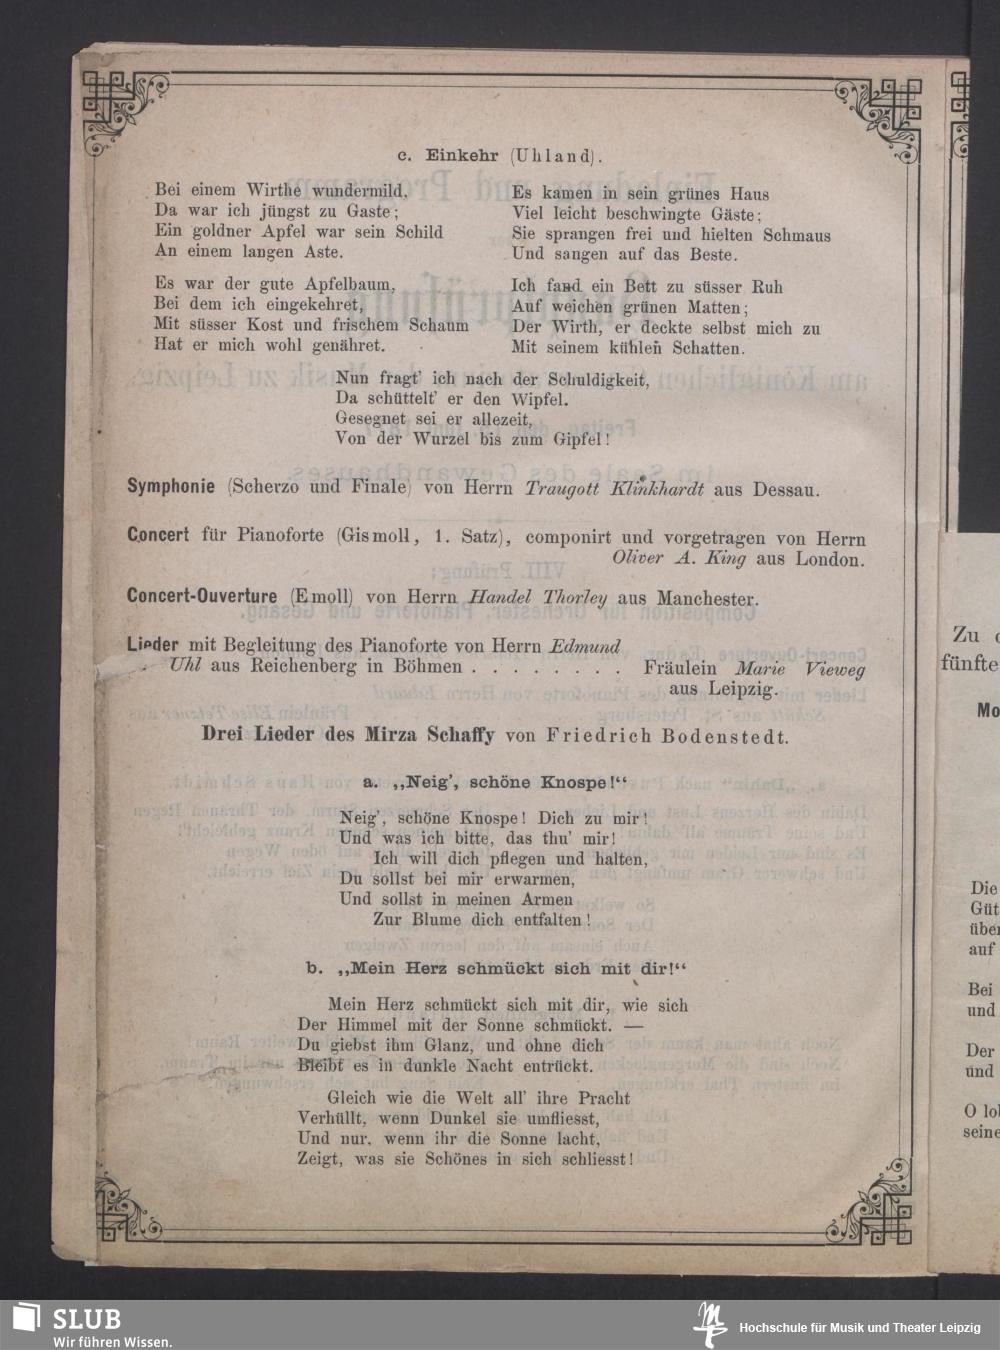 c. Einkehr (Uhland).
Bei einem Wirthe wundermild,
Da war ich jüngst zu Gaste;
Ein goldner Apfel war sein Schild
An einem langen Aste.
Es war der gute Apfelbaum,
Bei dem ich eingekehret,
Mit süsser Kost und frischem Schaum
Hat er mich wohl genähret.
Es kamen in sein grünes Haus
Viel leicht beschwingte Gäste;
Sie sprangen frei und hielten Schmaus
Und sangen auf das Beste.
Ich fand ein Bett zu süsser Ruh
Auf weichen grünen Matten;
Der Wirth, er deckte selbst mich zu
Mit seinem kühlen Schatten.
Nun fragt' ich nach der Schuldigkeit,
Da schüttelt' er den Wipfel.
Gesegnet sei er allezeit,
Von der Wurzel bis zum Gipfel!
Symphonie (Scherzo und Finale) von Herrn Traugott Klinkhardt aus Dessau.
Concert für Pianoforte (Gismoll, 1. Satz), componirt und vorgetragen von Herrn
Oliver A. King aus London.
Concert-Ouverture (Emoll) von Herrn Handel Thorley aus Manchester.
Lieder mit Begleitung des Pianoforte von Herrn Edmund
Uhl aus Reichenberg in Böhmen . . . . . . . . Fräulein Marie Vieweg
aus Leipzig.
Drei Lieder des Mirza Schaffy von Friedrich Bodenstedt.
a. ,,Neig', schöne Knospe!“
Neig', schöne Knospe! Dich zu mir!
Und was ich bitte, das thu' mir!
Ich will dich pflegen und halten,
Du sollst bei mir erwarmen,
Und sollst in meinen Armen
Zur Blume dich entfalten!
b. ,,Mein Herz schmückt sich mit dir!“
Mein Herz schmückt sich mit dir, wie sich
Der Himmel mit der Sonne schmückt. —
Du giebst ihm Glanz, und ohne dich
Bleibt es in dunkle Nacht entrückt.
Gleich wie die Welt all' ihre Pracht
Verhüllt, wenn Dunkel sie umfliesst,
Und nur, wenn ihr die Sonne lacht,
Zeigt, was sie Schönes in sich schliesst!
Zu
fünfte
Mo
Die
Güt
über
auf
Bei
und
Der
und
O lo
seine
SLUB
Wir führen Wissen.
Hochschule für Musik und Theater Leipzig